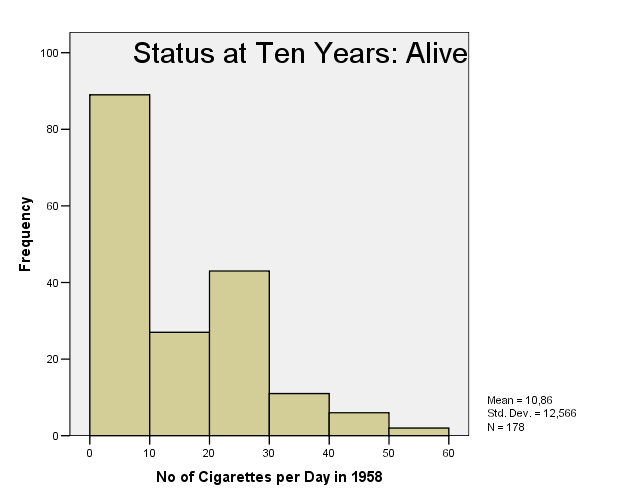 Status at Ten Years: Alive
100
80
60
40
20
0
Frequency
0 10 20 30 40 50 60
No of Cigarettes per Day in 1958
Mean = 10,86
Std. Dev. = 12,566
N = 178